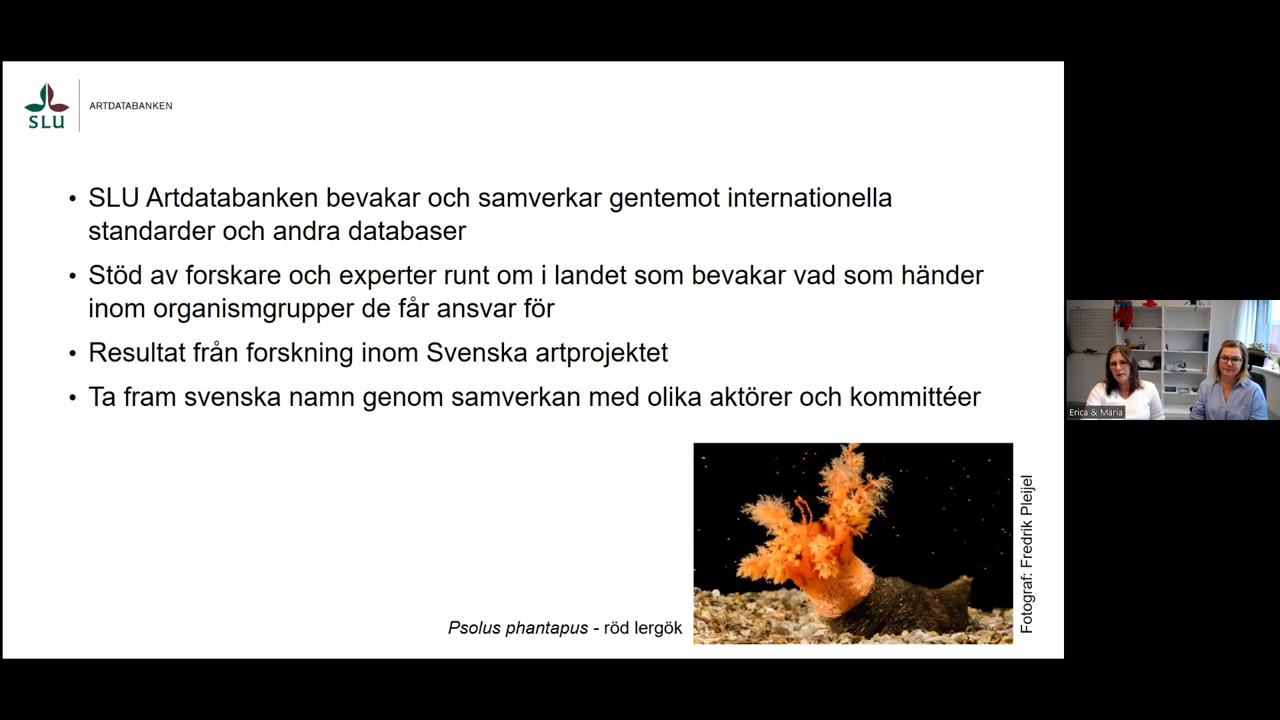 SLU
ARTDATABANKEN
• SLU Artdatabanken bevakar och samverkar gentemot internationella
standarder och andra databaser
• Stöd av forskare och experter runt om i landet som bevakar vad som händer
inom organismgrupper de får ansvar för
• Resultat från forskning inom Svenska artprojektet
• Ta fram svenska namn genom samverkan med olika aktörer och kommittéer
Psolus phantapus - röd lergök
Fotograf: Fredrik Pleijel
Erica & Maria